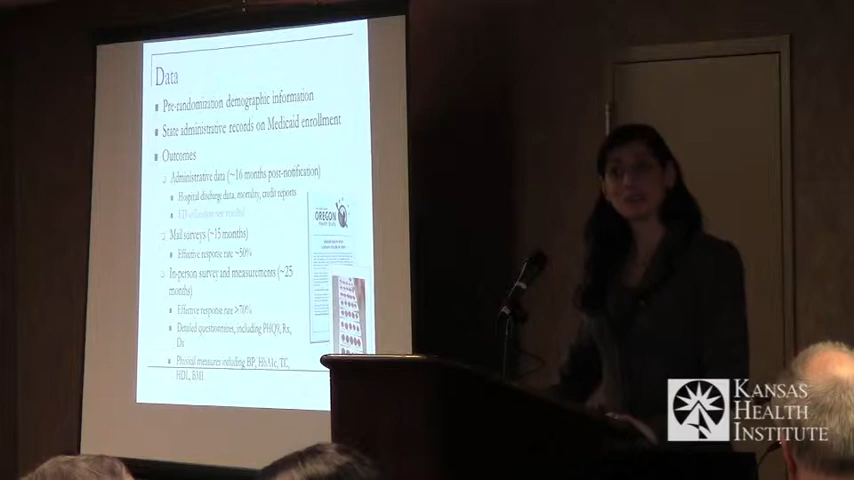 Data
Pre-randomization demographic information
State administrative records on Medicaid enrollment
Outcomes
Administrative data (~16 months post-notification)
Hospital discharge data, mortality, credit reports
ED utilization
Mail surveys (~15 months)
Effective response rate ~50%
In-person survey and measurements (~25
months)
Effective response rate >70%
Detailed questionnaires, including PHQ9, Rx,
Dx
Physical measures including BP, HbA1c, TC,
HDL, BMI
OREGON
KANSAS
HEALTH
INSTITUTE